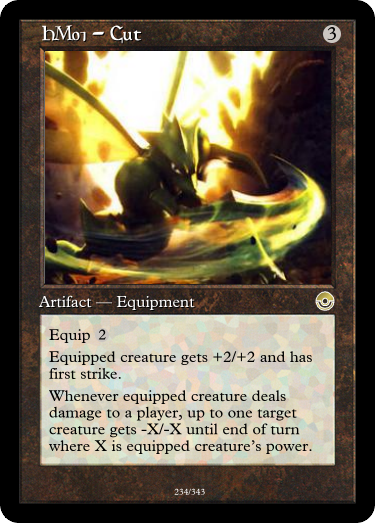 HM01 – Cut
3
Artifact — Equipment
Equip 2
Equipped creature gets +2/+2 and has
first strike.
Whenever equipped creature deals
damage to a player, up to one target
creature gets -X/-X until end of turn
where X is equipped creature's power.
234/343